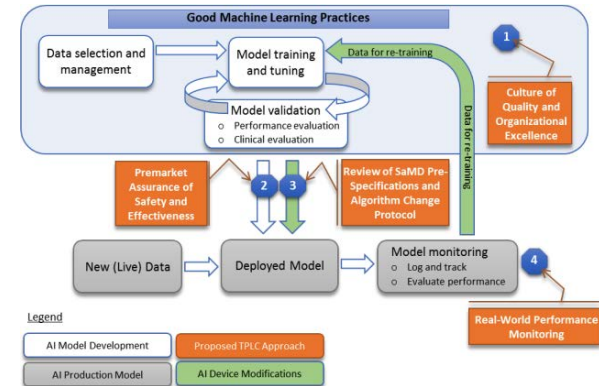 Good Machine Learning Practices
Data selection and
management
Model training
and tuning
Data for re-training
1
Culture of
Quality and
Organizational
Excellence
Model validation
o Performance evaluation
o Clinical evaluation
Data for re-training
Premarket
Assurance of
Safety and
Effectiveness
2
3
Review of SaMD Pre-
Specifications and
Algorithm Change
Protocol
New (Live) Data
Deployed Model
Model monitoring
o Log and track
o Evaluate performance
4
Real-World Performance
Monitoring
Legend
AI Model Development
Proposed TPLC Approach
AI Production Model
AI Device Modifications